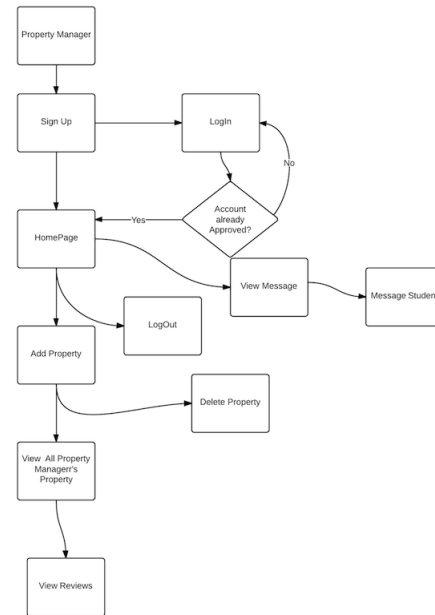 Property Manager
Sign Up
LogIn
No
Account
already
Approved?
Yes
HomePage
View Message
Message Student
LogOut
Add Property
Delete Property
View  All Property
Managerr's
Property
View Reviews